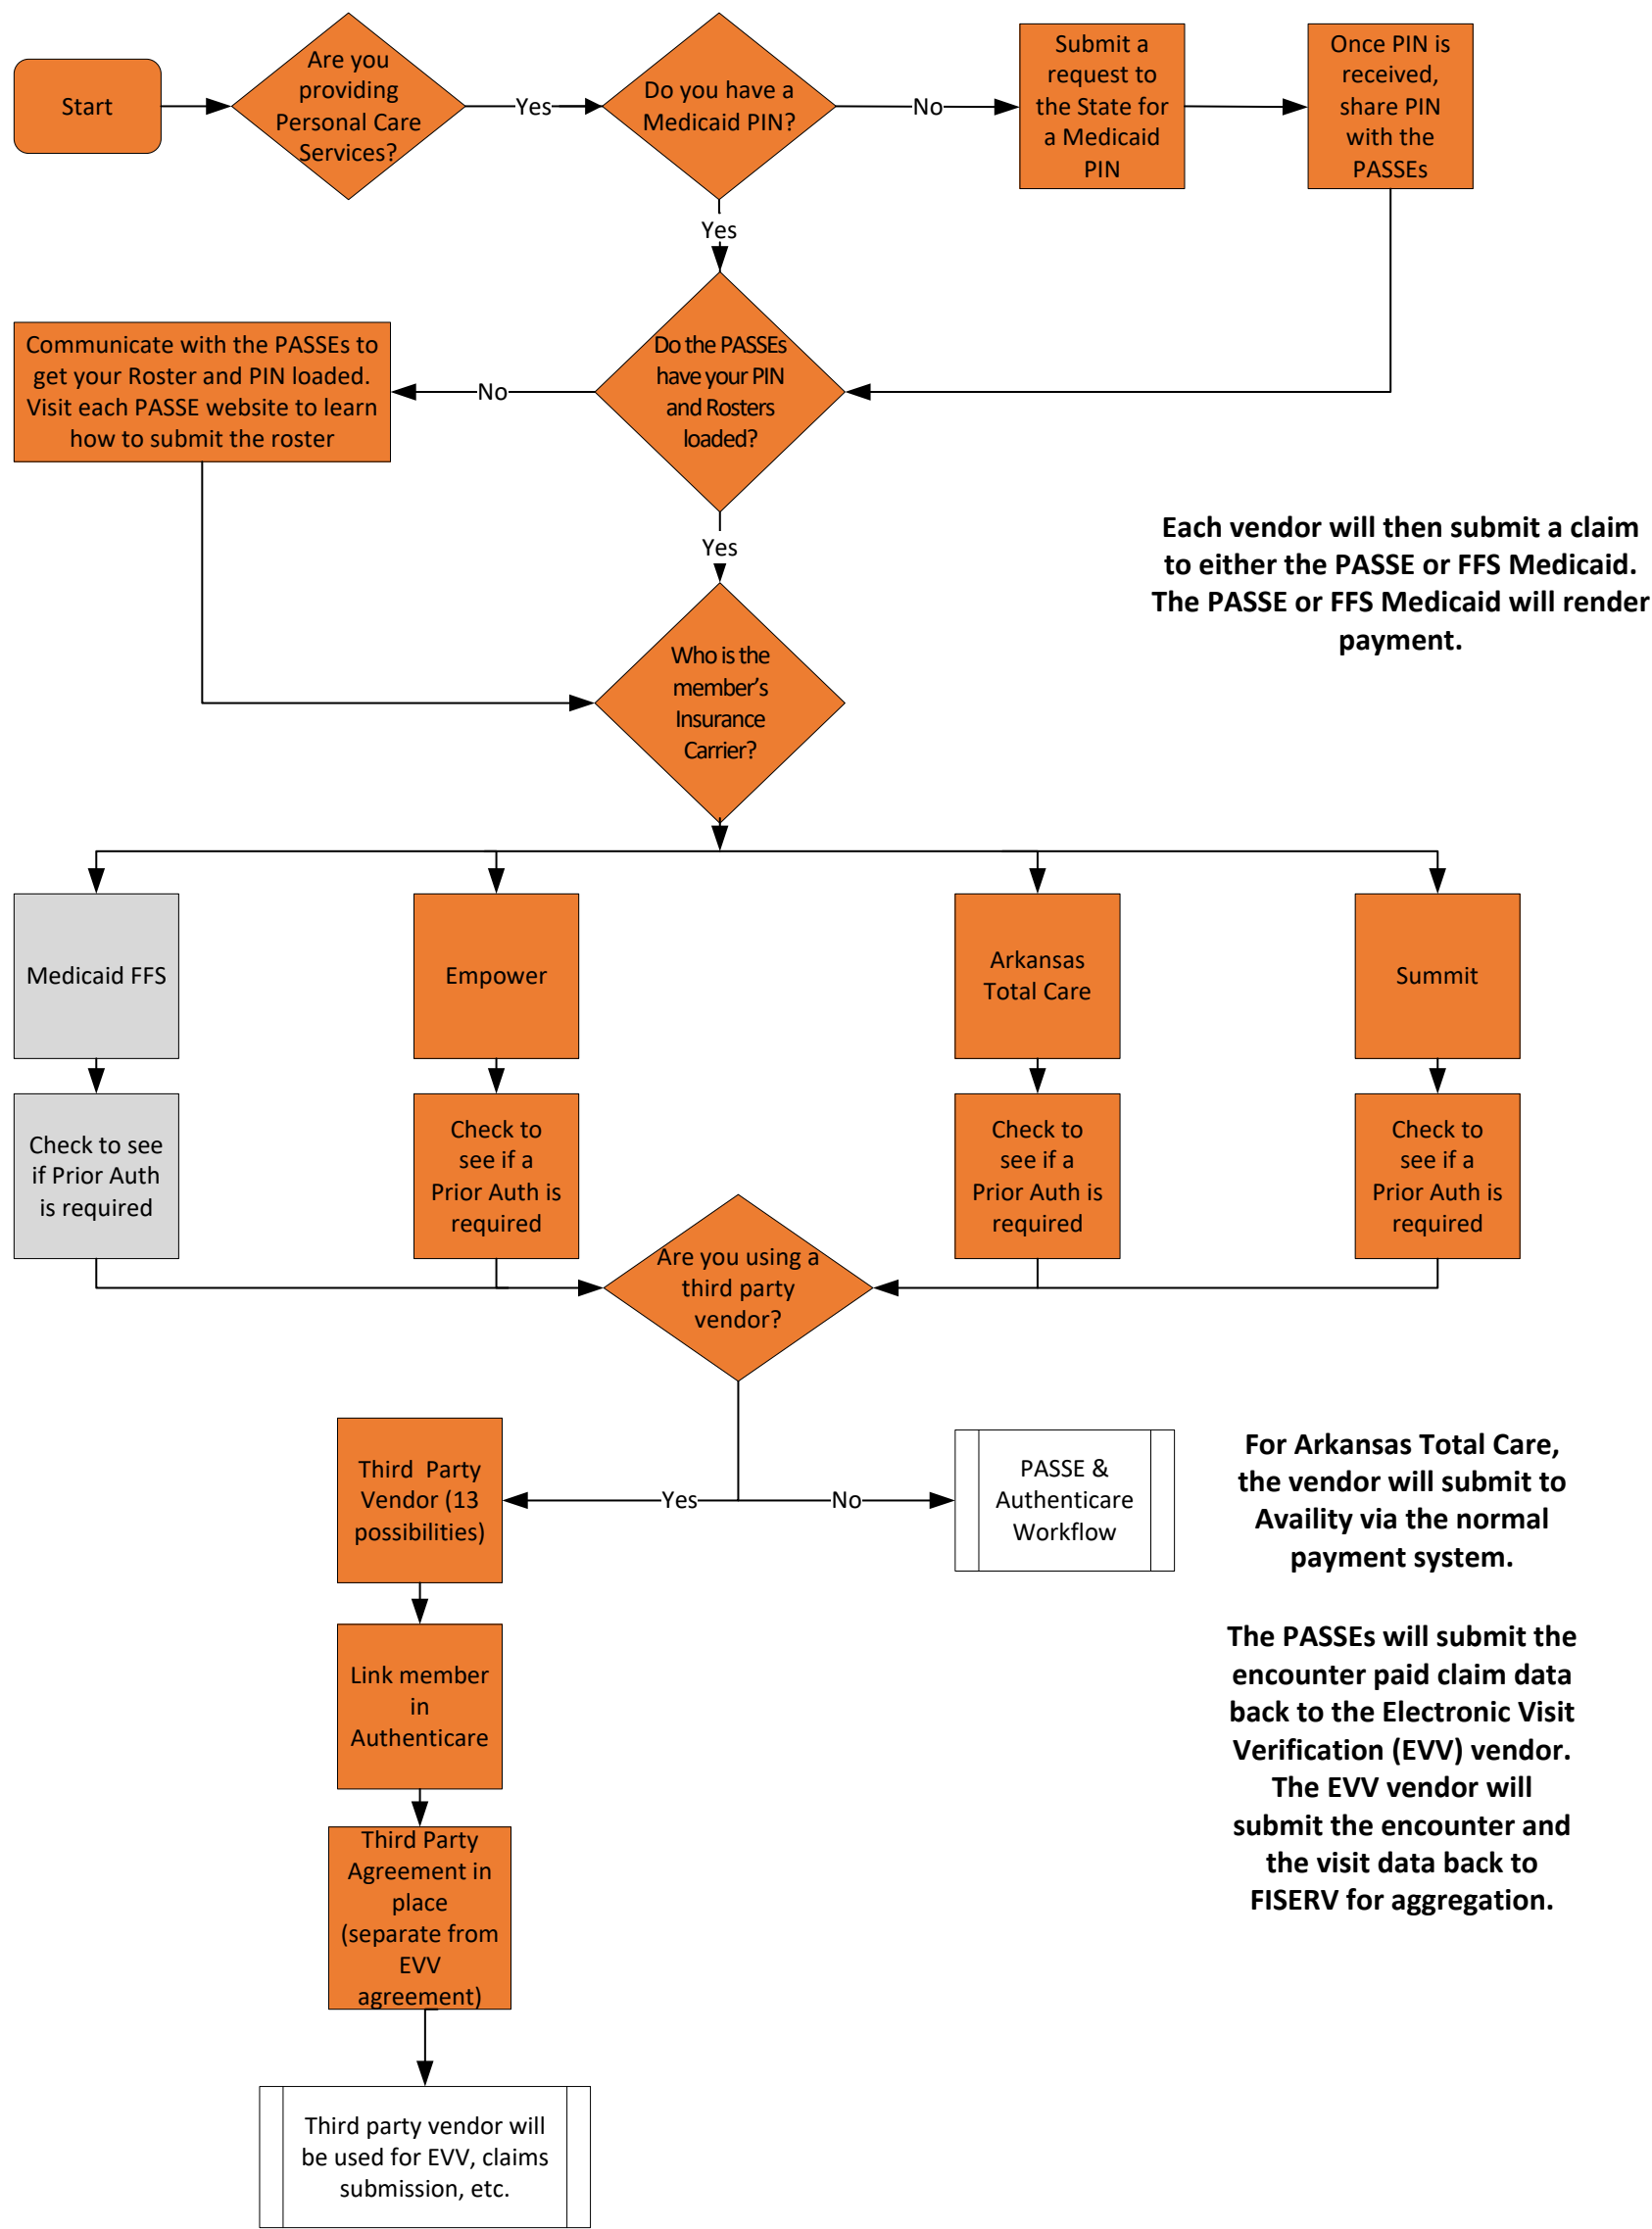 Start
Are you
providing
Personal Care
Services?
Yes
Do you have a
Medicaid PIN?
No
Submit a
request to
the State for
a Medicaid
PIN
Once PIN is
received,
share PIN
with the
PASSEs
Yes
Communicate with the PASSEs to
get your Roster and PIN loaded.
Visit each PASSE website to learn
how to submit the roster
No
Do the PASSEs
have your PIN
and Rosters
loaded?
Each vendor will then submit a claim
to either the PASSE or FFS Medicaid.
The PASSE or FFS Medicaid will render
payment.
Yes
Who is the
member's
Insurance
Carrier?
Medicaid FFS
Empower
Arkansas
Total Care
Summit
Check to see
if Prior Auth
is required
Check to
see if a
Prior Auth is
required
Check to
see if a
Prior Auth is
required
Check to
see if a
Prior Auth is
required
Are you using a
third party
vendor?
Third Party
Vendor (13
possibilities)
Yes
No
PASSE &
Authenticare
Workflow
For Arkansas Total Care,
the vendor will submit to
Availity via the normal
payment system.
Link member
in
Authenticare
The PASSEs will submit the
encounter paid claim data
back to the Electronic Visit
Verification (EVV) vendor.
The EVV vendor will
submit the encounter and
the visit data back to
FISERV for aggregation.
Third Party
Agreement in
place
(separate from
EVV
agreement)
Third party vendor will
be used for EVV, claims
submission, etc.